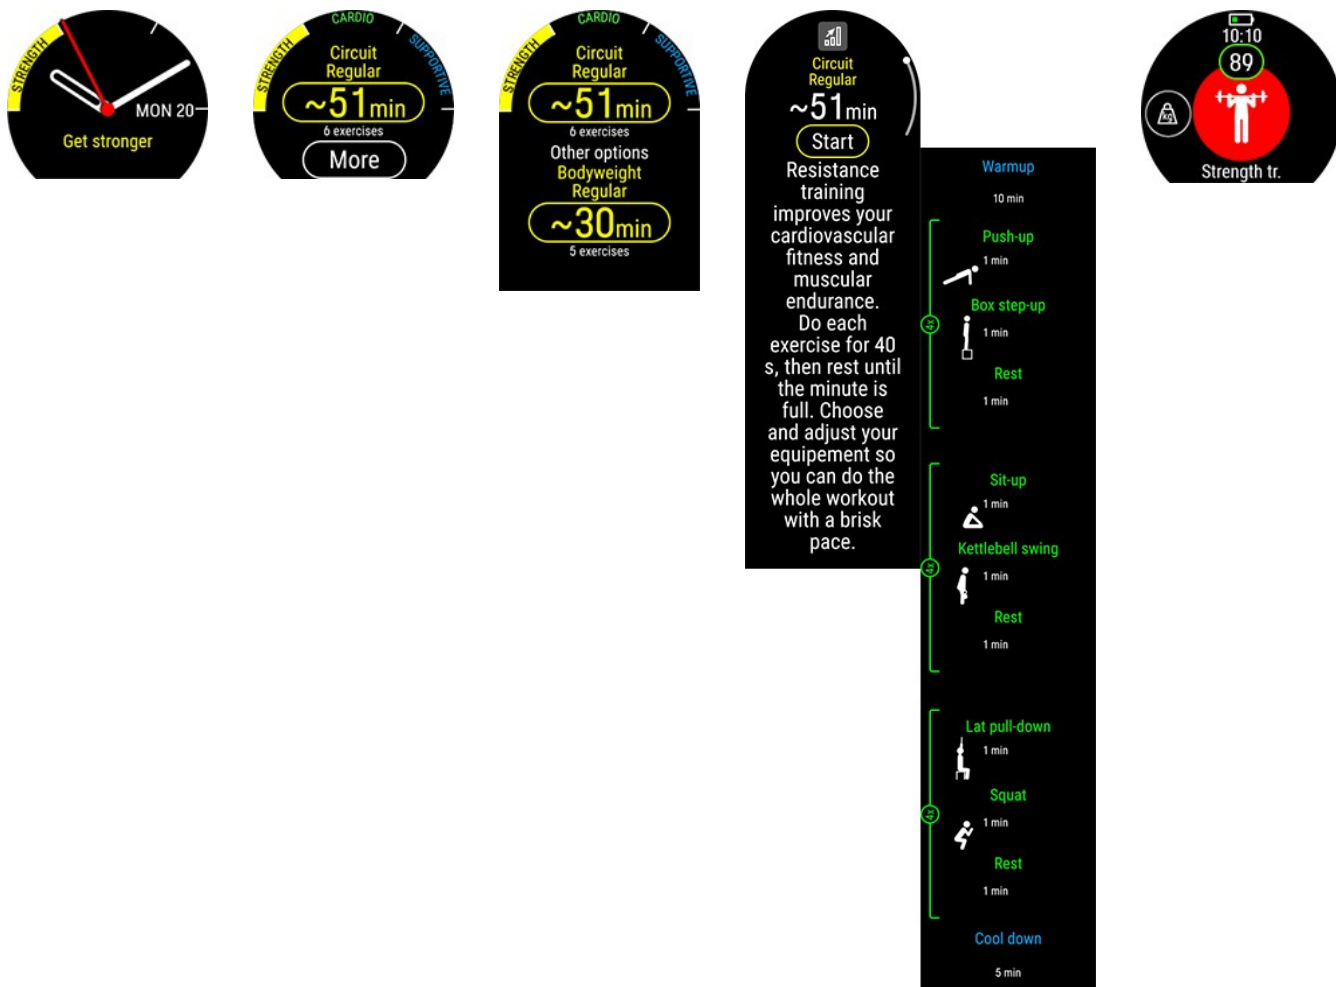 STRENGTH
MON 20
Get stronger
STRENGTH
CARDIO
SUPPORTIVE
Circuit
Regular
~51min
6 exercises
More
STRENGTH
CARDIO
SUPPORTIVE
Circuit
Regular
~51min
6 exercises
Other options
Bodyweight
Regular
~30min
5 exercises
Circuit
Regular
~51min
Start
Resistance
training
improves your
cardiovascular
fitness and
muscular
endurance.
Do each
exercise for 40
s, then rest until
the minute is
full. Choose
and adjust your
equipement so
you can do the
whole workout
with a brisk
pace.
Warmup
10 min
Push-up
1 min
Box step-up
1 min
4x
Rest
1 min
Sit-up
1 min
Kettlebell swing
1 min
4x
Rest
1 min
Lat pull-down
1 min
Squat
1 min
4x
Rest
1 min
Cool down
5 min
10:10
89
kg
Strength tr.